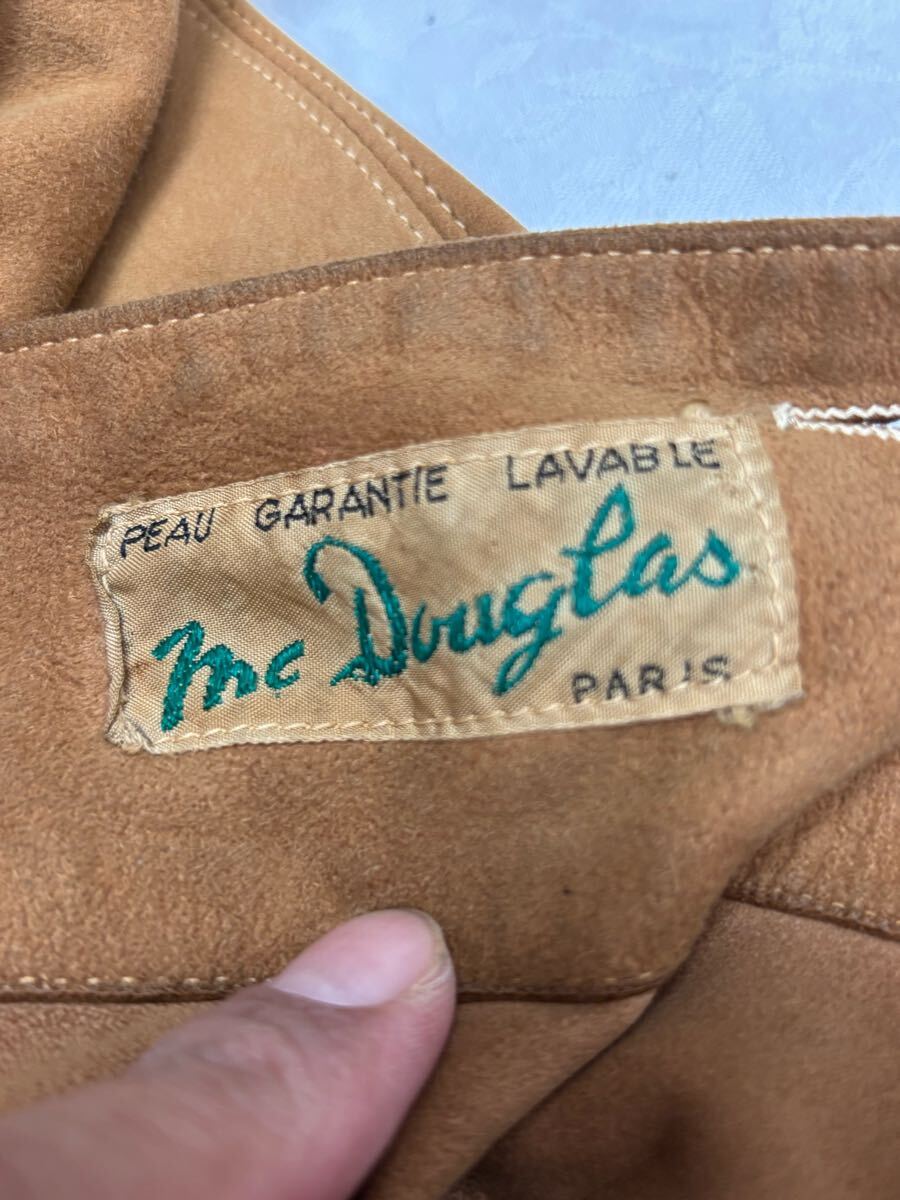 PEAU GARANTIE LAVABLE
Mc Douglas
PARIS